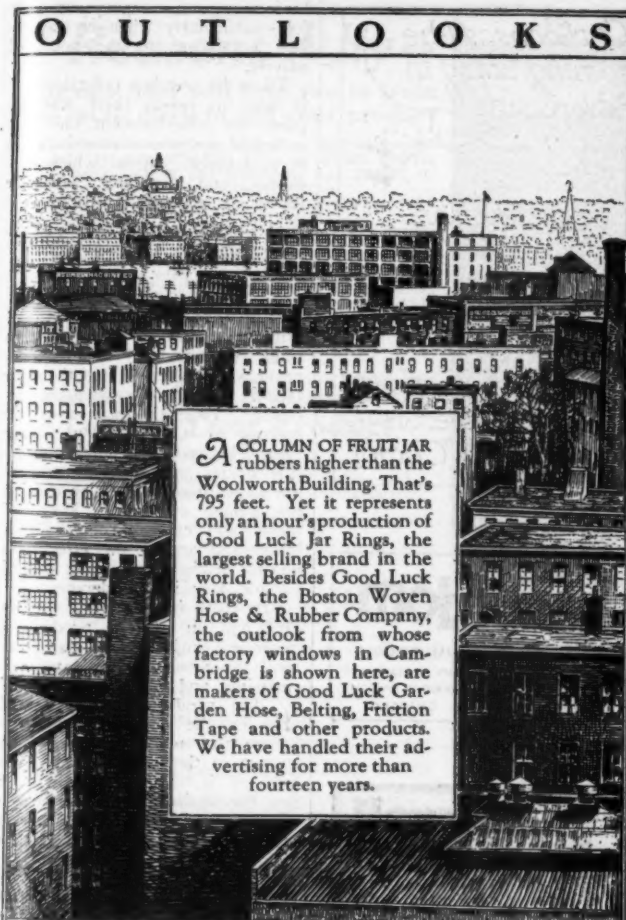 OUTLOOKS
A COLUMN OF FRUIT JAR
rubbers higher than the
Woolworth Building. That's
795 feet. Yet it represents
only an hour's production of
Good Luck Jar Rings, the
largest selling brand in the
world. Besides Good Luck
Rings, the Boston Woven
Hose & Rubber Company,
the outlook from whose
factory windows in Cam-
bridge is shown here, are
makers of Good Luck Gar-
den Hose, Belting, Friction
Tape and other products.
We have handled their ad-
vertising for more than
fourteen years.